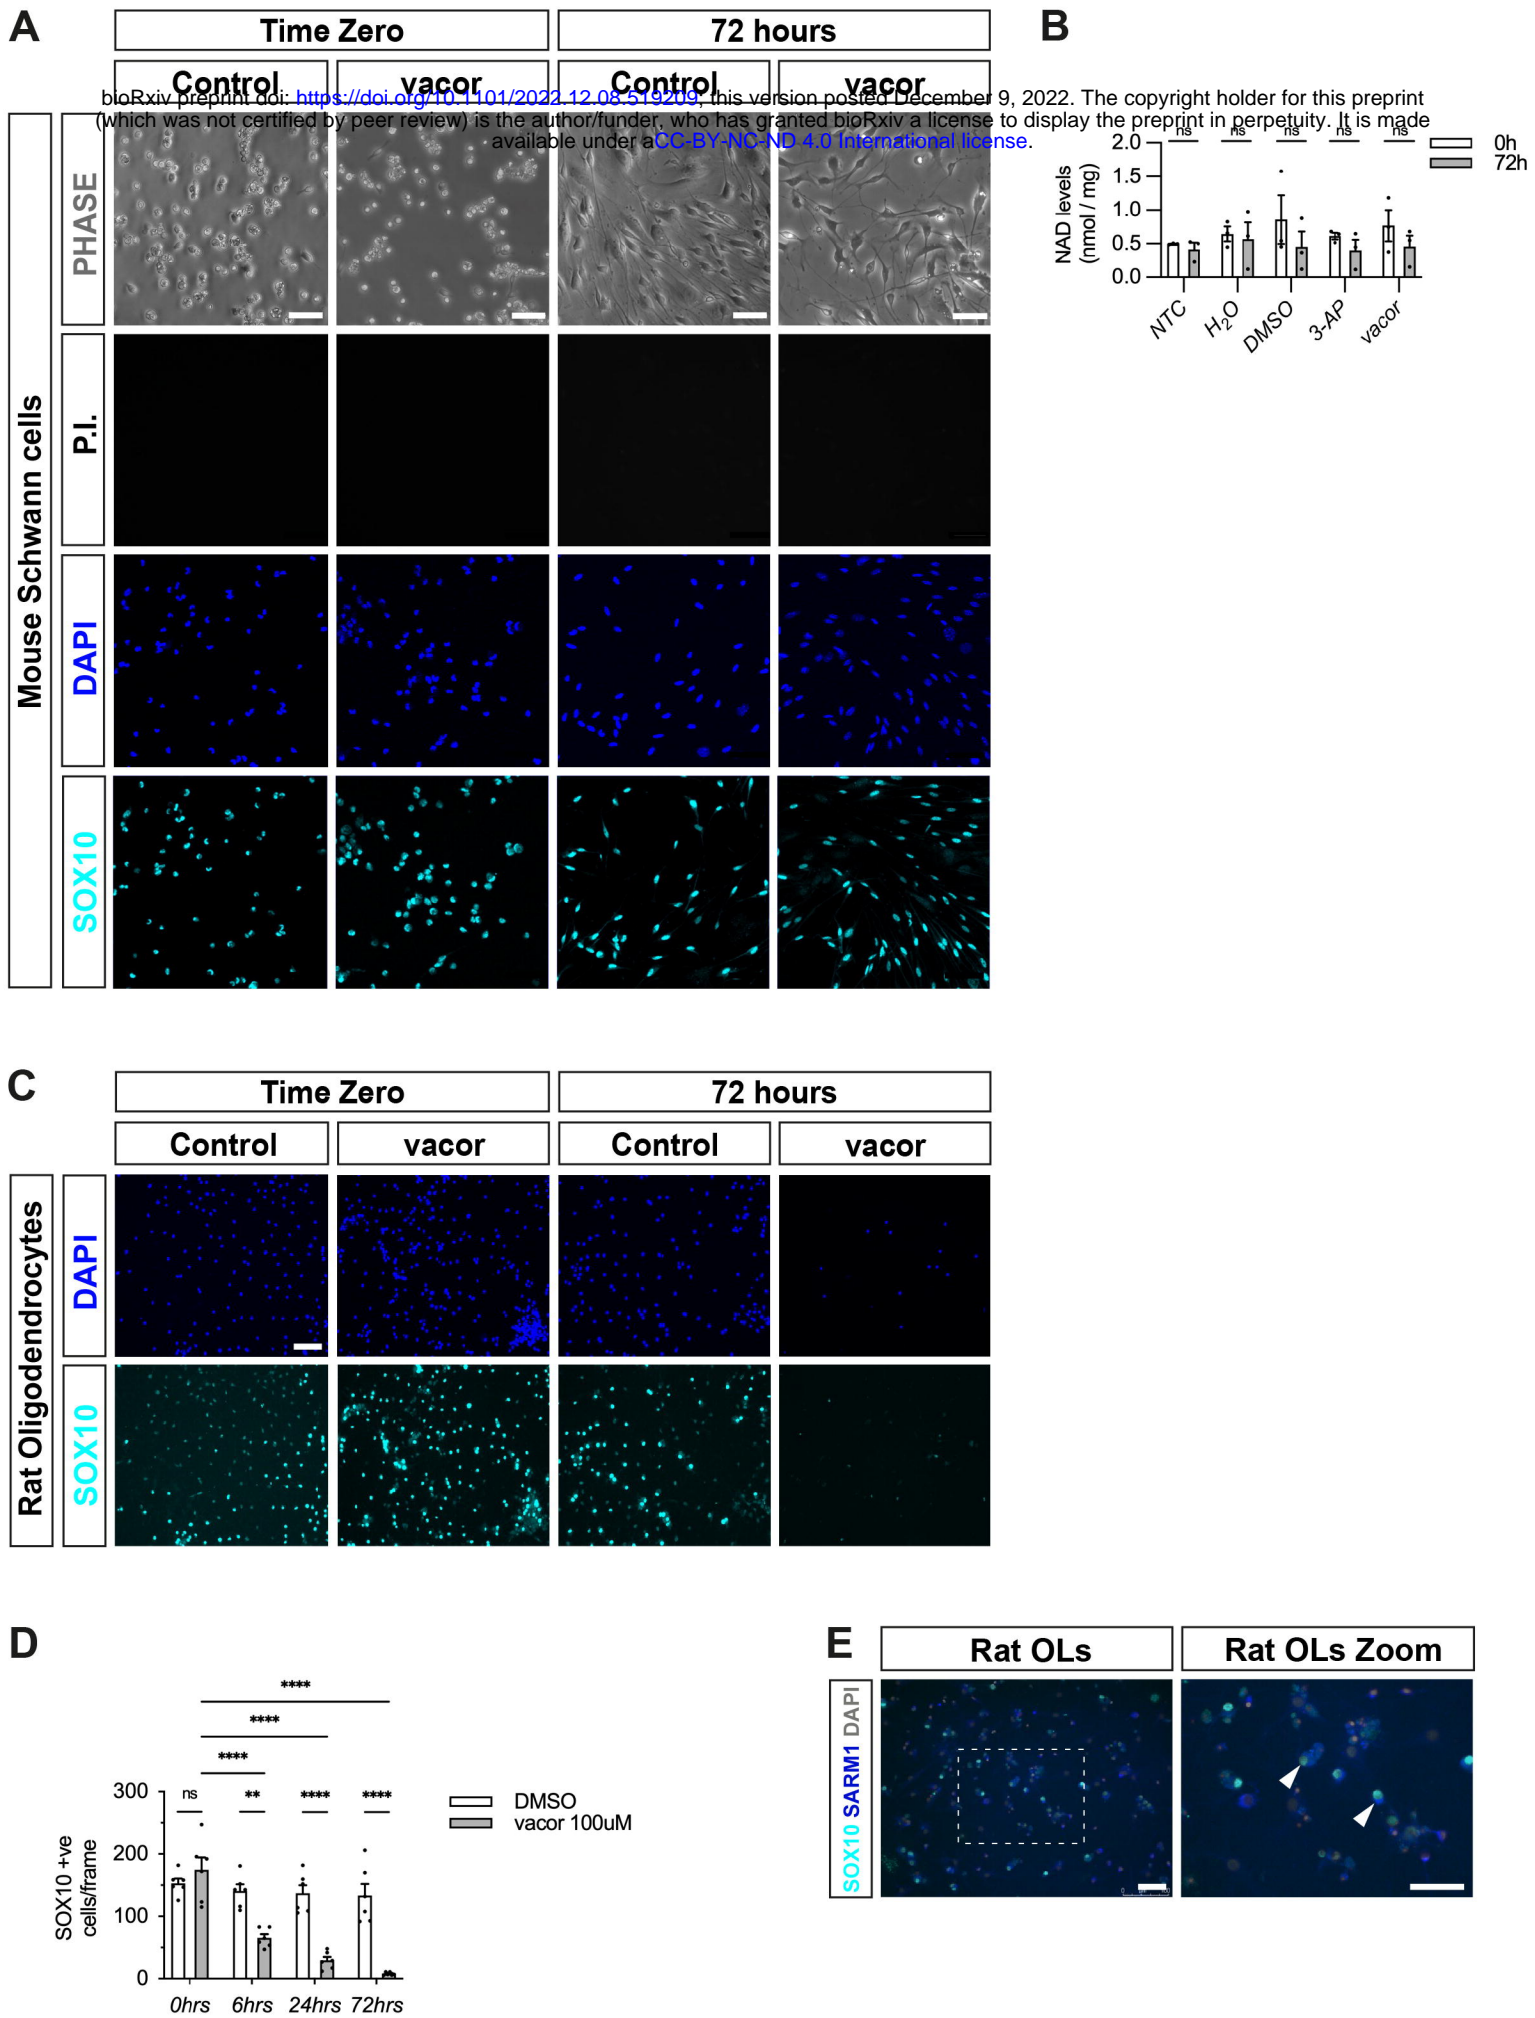 A
Time Zero
72 hours
B
Control
vacor
Control
vacor
bioRxiv preprint doi: https://doi.org/10.1101/2022.12.08.519209; this version posted December 9, 2022. The copyright holder for this preprint
(which was not certified by peer review) is the author/funder, who has granted bioRxiv a license to display the preprint in perpetuity. It is made
available under aCC-BY-NC-ND 4.0 International license.
Mouse Schwann cells
PHASE
P.I.
DAPI
SOX10
ns ns ns ns ns
0h
72h
NAD levels
(nmol / mg)
2.0
1.5
1.0
0.5
0.0
NTC H2O DMSO 3-AP vacor
C
Time Zero
72 hours
Control
vacor
Control
vacor
Rat Oligodendrocytes
DAPI
SOX10
D
****
****
****
ns ** **** ****
DMSO
vacor 100uM
SOX10 +ve
cells/frame
300
200
100
0
0hrs 6hrs 24hrs 72hrs
E
Rat OLs
Rat OLs Zoom
SOX10 SARM1 DAPI